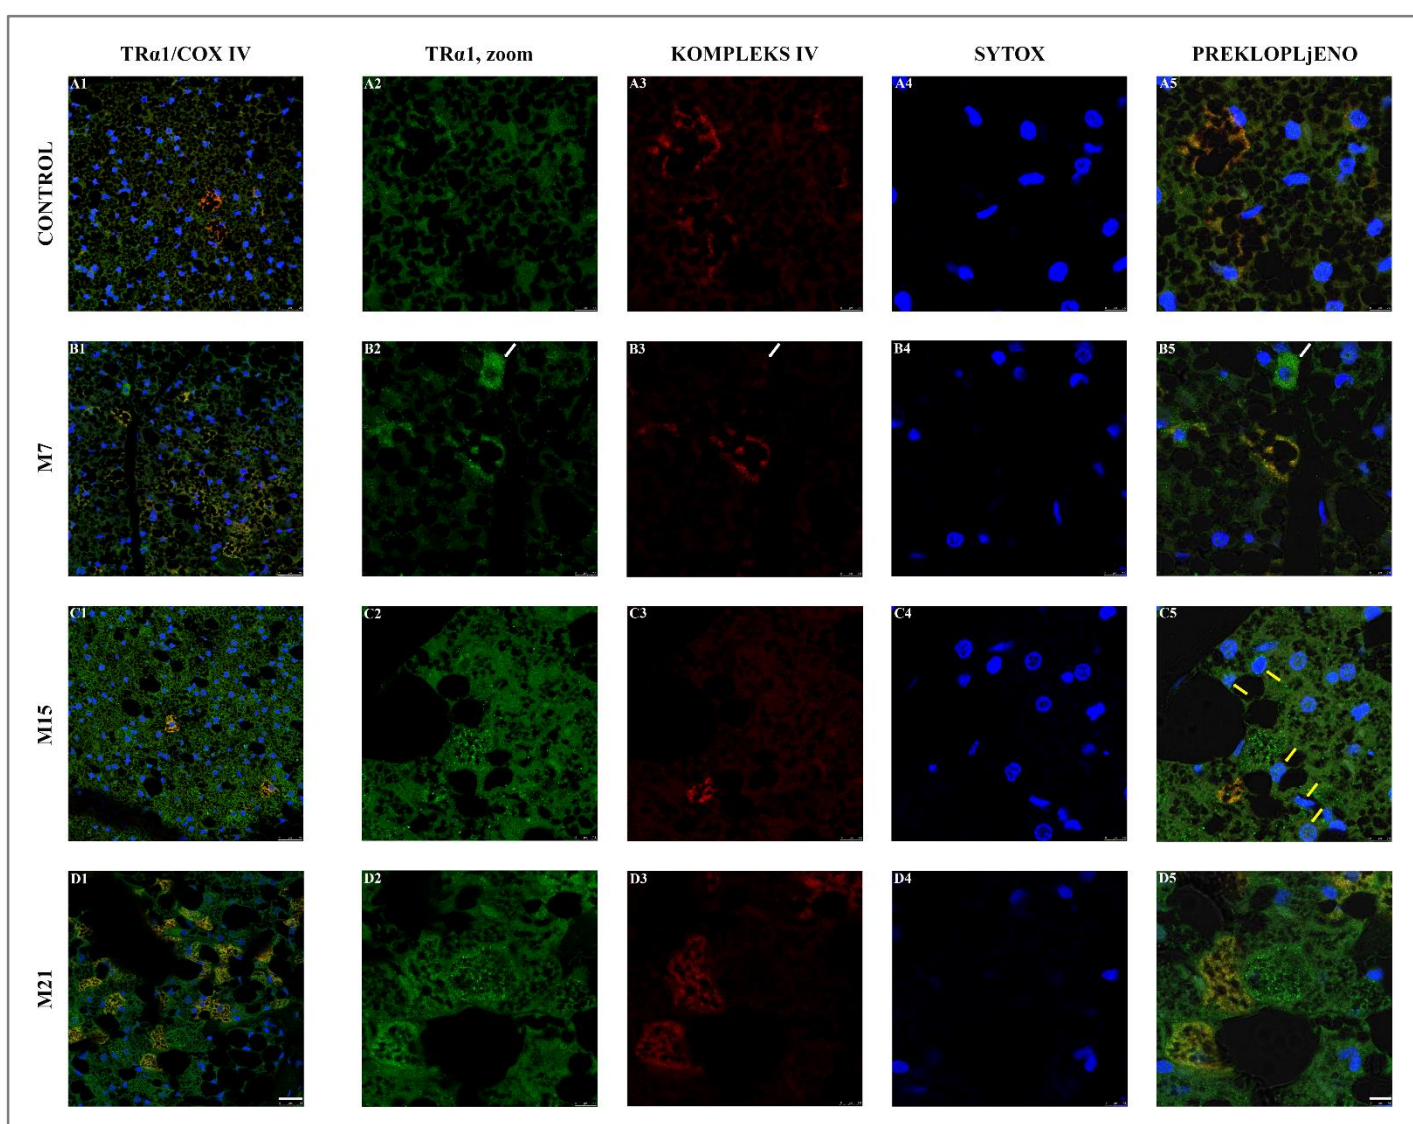 TRα1/COX IV TRα1, zoom KOMPLEKS IV SYTOX PREKLOPLjENO
CONTROL
A1 A2 A3 A4 A5
M7
B1 B2 B3 B4 B5
M15
C1 C2 C3 C4 C5
M21
D1 D2 D3 D4 D5